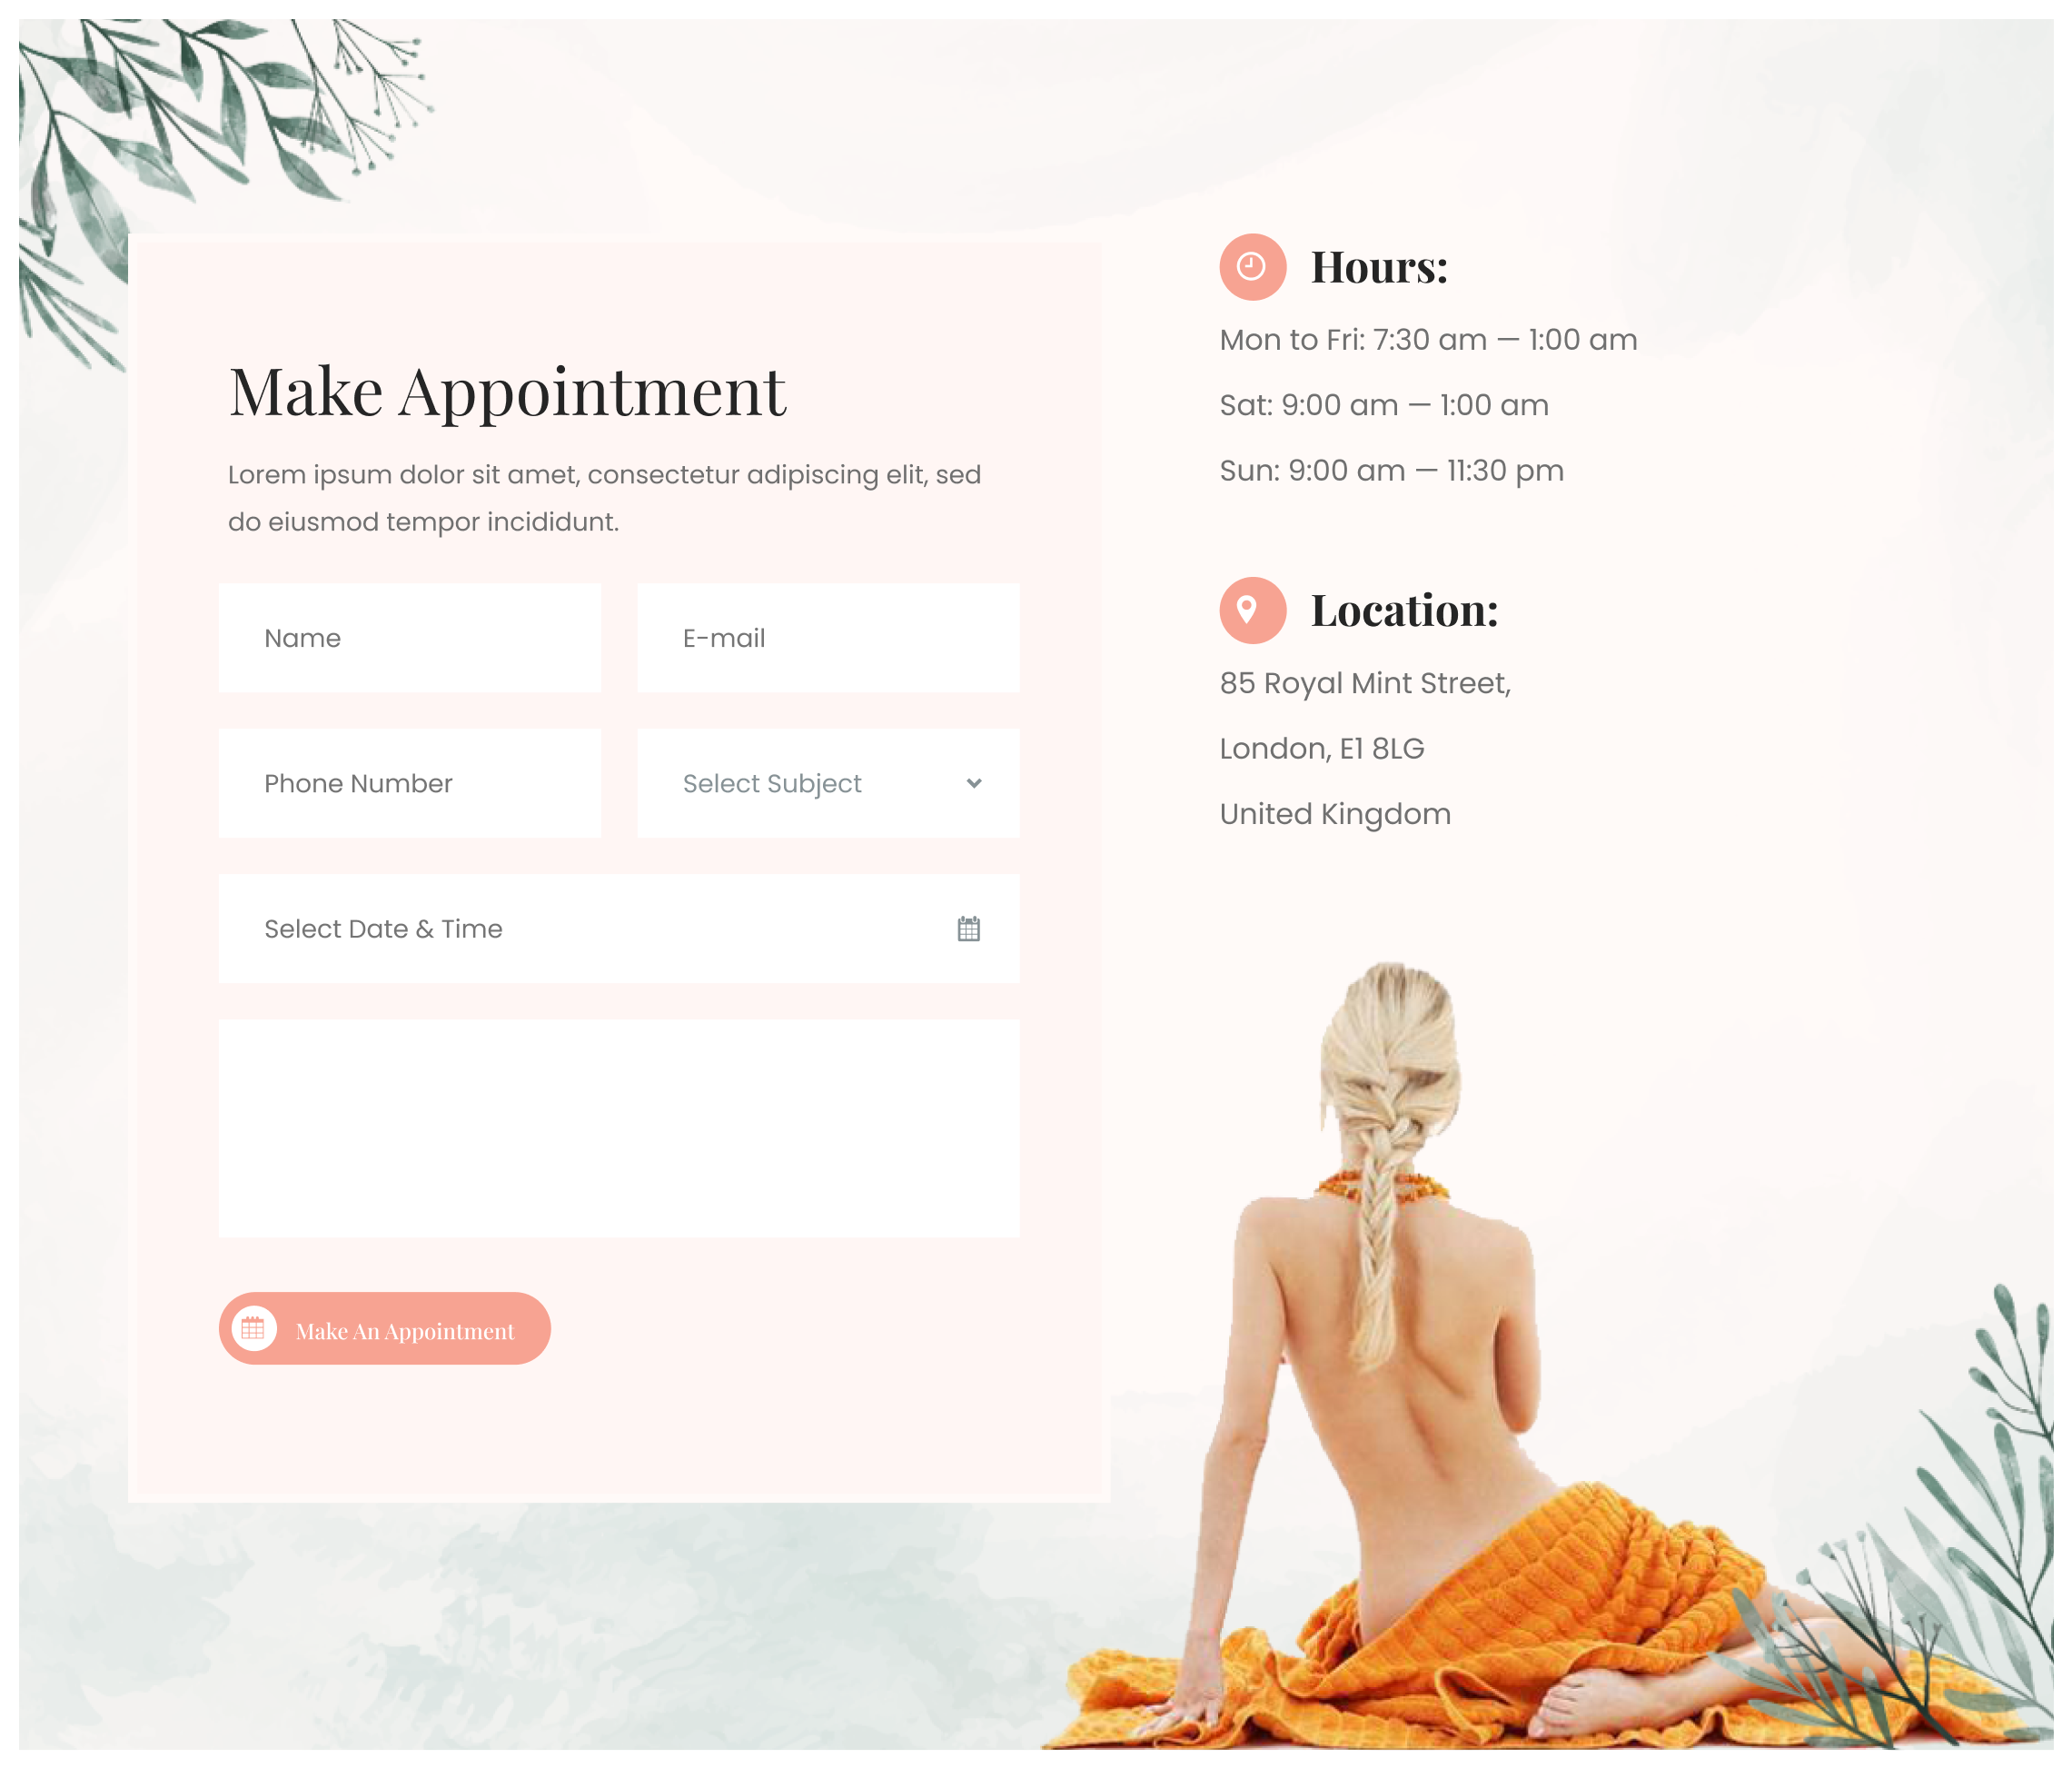 Make Appointment
Lorem ipsum dolor sit amet, consectetur adipiscing elit, sed
do eiusmod tempor incididunt.
Name
E-mail
Phone Number
Select Subject
Select Date & Time
Make An Appointment
Hours:
Mon to Fri: 7:30 am — 1:00 am
Sat: 9:00 am — 1:00 am
Sun: 9:00 am — 11:30 pm
Location:
85 Royal Mint Street,
London, E1 8LG
United Kingdom